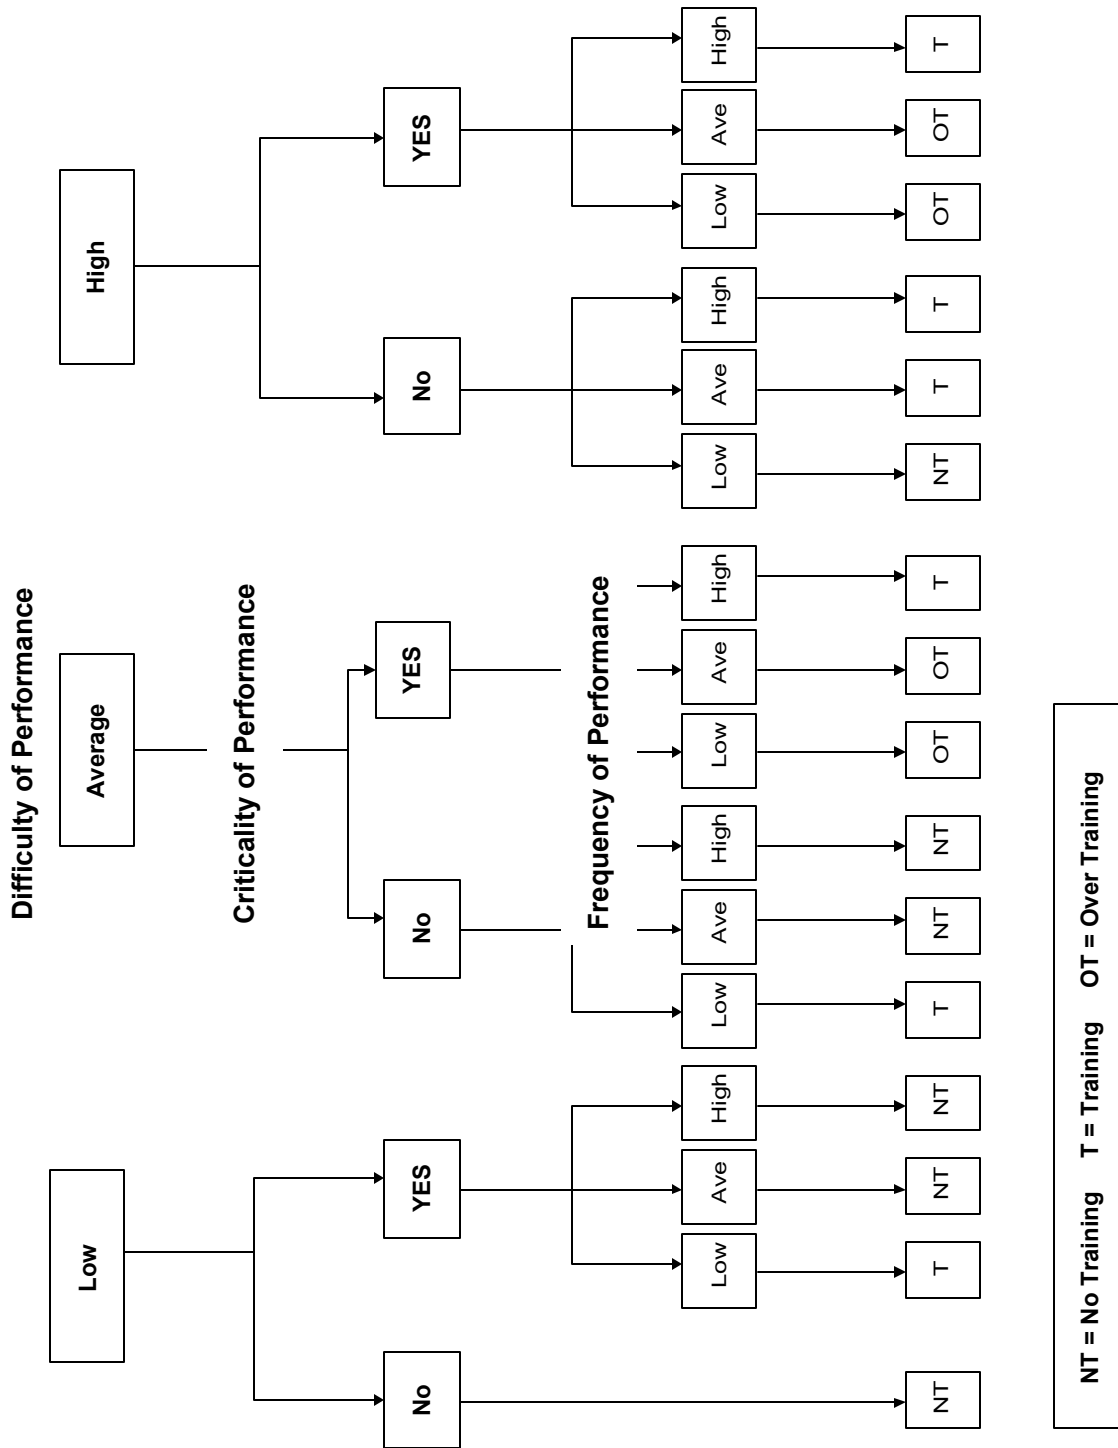 Difficulty of Performance
Low Average High
Criticality of Performance
No YES No YES No YES
Frequency of Performance
Low Ave High Low Ave High Low Ave High Low Ave High Low Ave High
NT T NT NT T NT NT OT OT T NT T T OT OT T
NT = No Training T = Training OT = Over Training